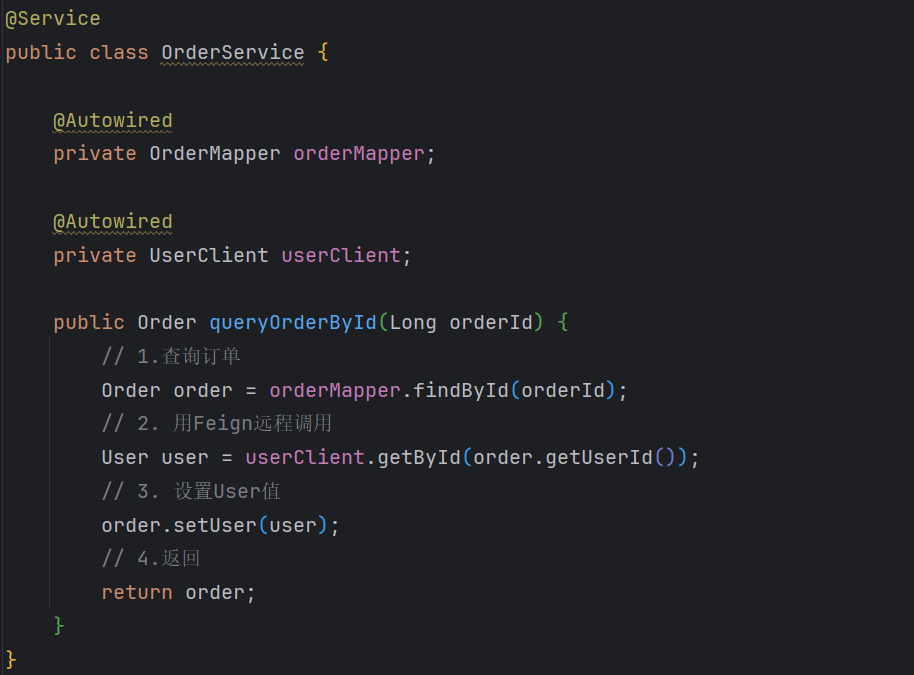 @Service
public class OrderService {
@Autowired
private OrderMapper orderMapper;
@Autowired
private UserClient userClient;
public Order queryOrderById(Long orderId) {
// 1.查询订单
Order order = orderMapper.findById(orderId);
// 2. 用Feign远程调用
User user = userClient.getById(order.getUserId());
// 3. 设置User值
order.setUser(user);
// 4.返回
return order;
}
}